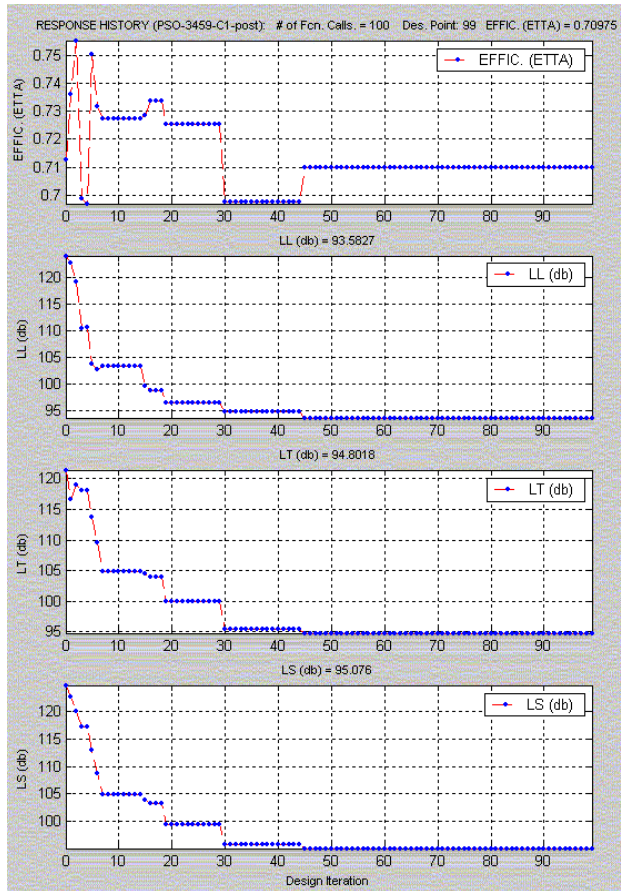 RESPONSE HISTORY (PSO-3459-C1-post): # of Fcn. Calls. = 100 Des. Point: 99 EFFIC. (ETTA) = 0.70975
EFFIC. (ETTA)
0.75
0.74
0.73
0.72
0.71
0.7
EFFIC. (ETTA)
0 10 20 30 40 50 60 70 80 90
LL (db) = 93.5827
LL (db)
120
115
110
105
100
95
LL (db)
0 10 20 30 40 50 60 70 80 90
LT (db) = 94.8018
LT (db)
120
115
110
105
100
95
LT (db)
0 10 20 30 40 50 60 70 80 90
LS (db) = 95.076
LS (db)
120
115
110
105
100
LS (db)
0 10 20 30 40 50 60 70 80 90
Design Iteration